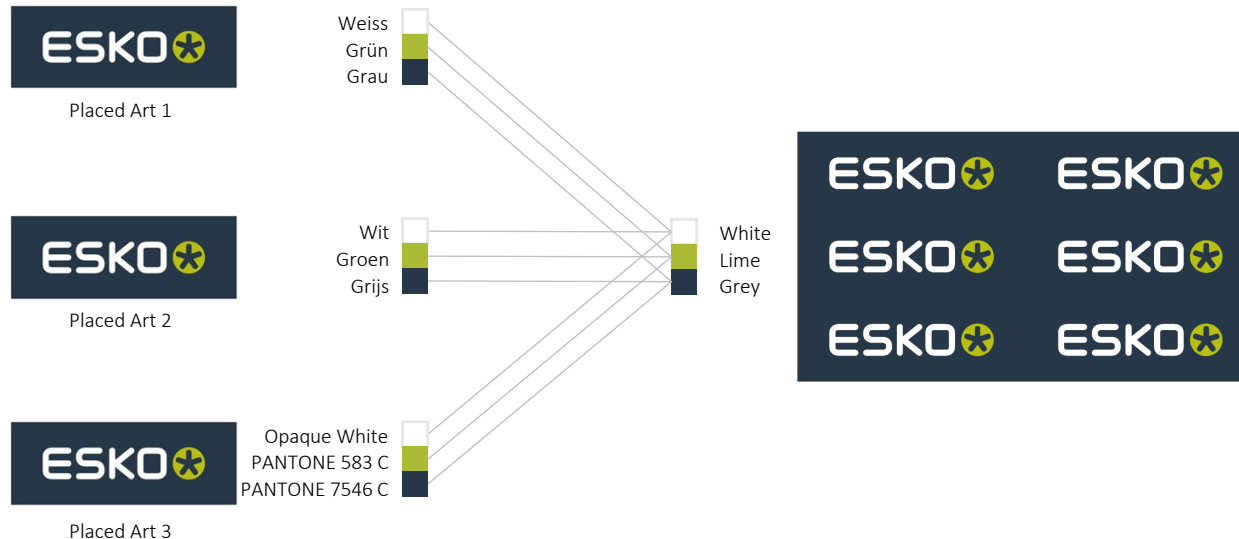 ESKO
Placed Art 1
Weiss
Grün
Grau
ESKO
Placed Art 2
Wit
Groen
Grijs
ESKO
Placed Art 3
Opaque White
PANTONE 583 C
PANTONE 7546 C
White
Lime
Grey
ESKO ESKO
ESKO ESKO
ESKO ESKO